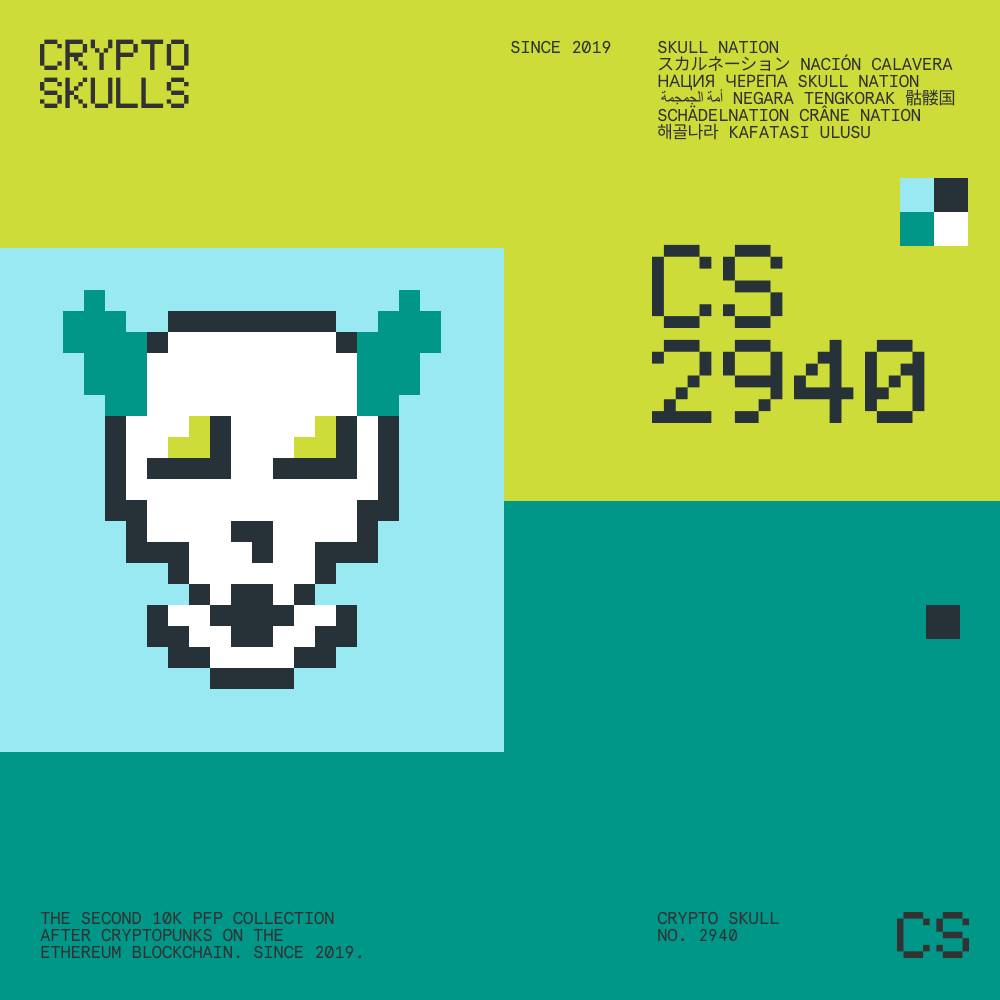 CRYPTO
SKULLS
SINCE 2019
SKULL NATION
スカルネーション NACIÓN CALAVERA
НАЦИЯ ЧЕРЕПА SKULL NATION
أمة الجمجمة NEGARA TENGKORAK 骷髅国
SCHÄDELNATION CRÂNE NATION
해골나라 KAFATASI ULUSU
CS
2940
THE SECOND 10K PFP COLLECTION
AFTER CRYPTOPUNKS ON THE
ETHEREUM BLOCKCHAIN. SINCE 2019.
CRYPTO SKULL
NO. 2940
CS